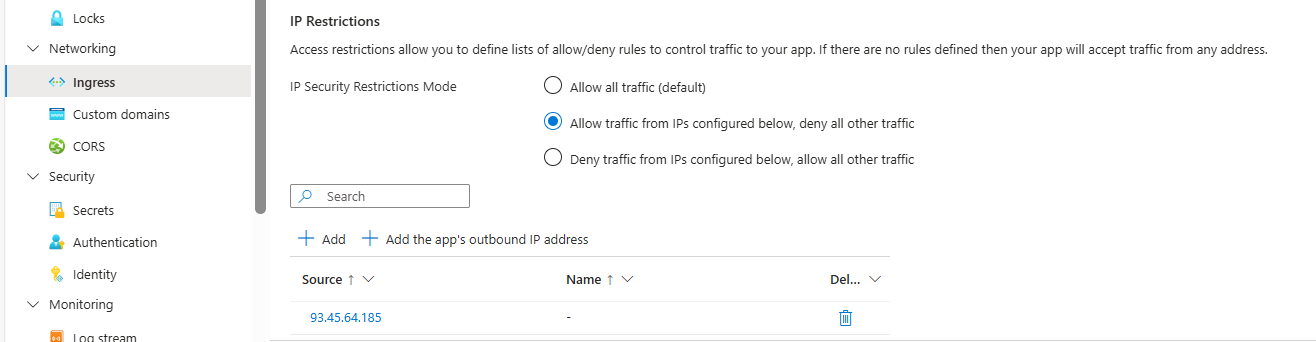 Locks
Networking
Ingress
Custom domains
CORS
Security
Secrets
Authentication
Identity
Monitoring
Log stream
IP Restrictions
Access restrictions allow you to define lists of allow/deny rules to control traffic to your app. If there are no rules defined then your app will accept traffic from any address.
IP Security Restrictions Mode
Allow all traffic (default)
Allow traffic from IPs configured below, deny all other traffic
Deny traffic from IPs configured below, allow all other traffic
Search
+ Add + Add the app's outbound IP address
Source ↑ Name ↑ Del...
93.45.64.185 -